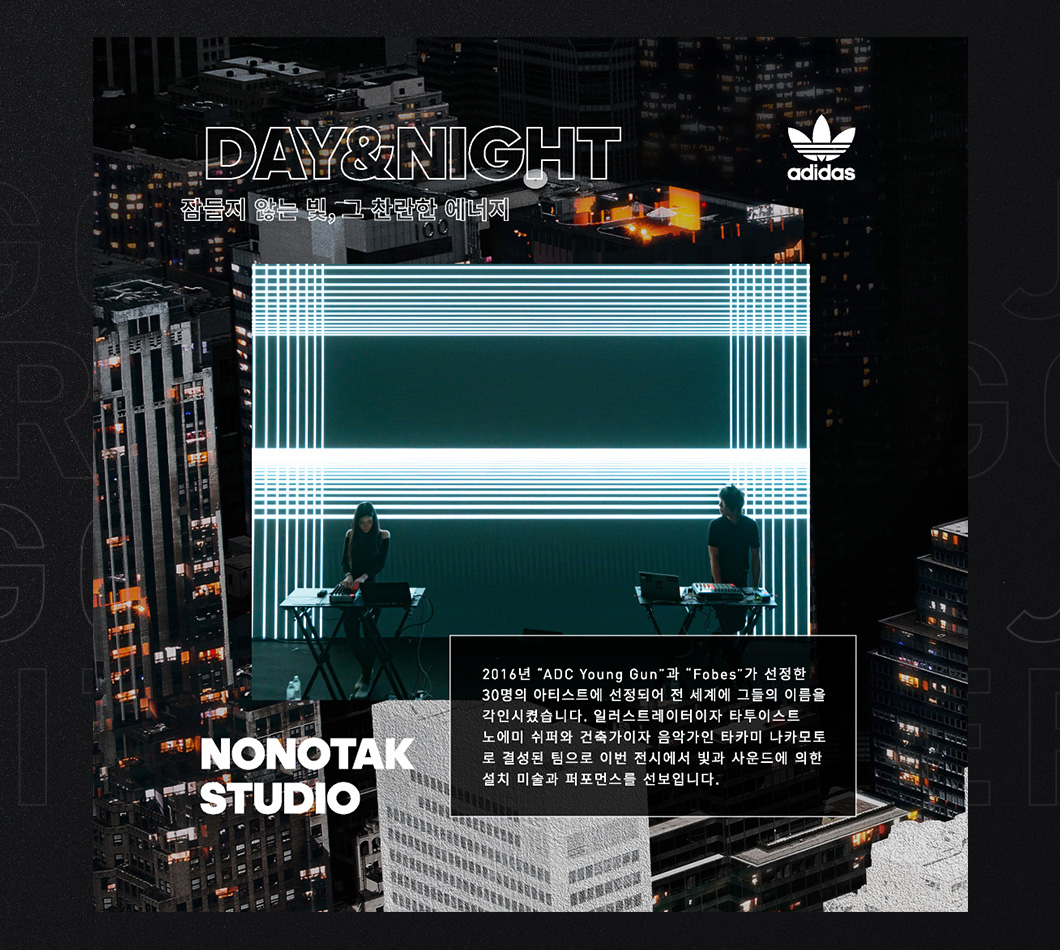 DAY&NIGHT
adidas
잠들지 않는 빛, 그 찬란한 에너지
2016년 “ADC Young Gun”과 “Fobes”가 선정한
30명의 아티스트에 선정되어 전 세계에 그들의 이름을
각인시켰습니다. 일러스트레이터이자 타투이스트
노에미 쉬퍼와 건축가이자 음악가인 타카미 나카모토
로 결성된 팀으로 이번 전시에서 빛과 사운드에 의한
설치 미술과 퍼포먼스를 선보입니다.
NONOTAK
STUDIO